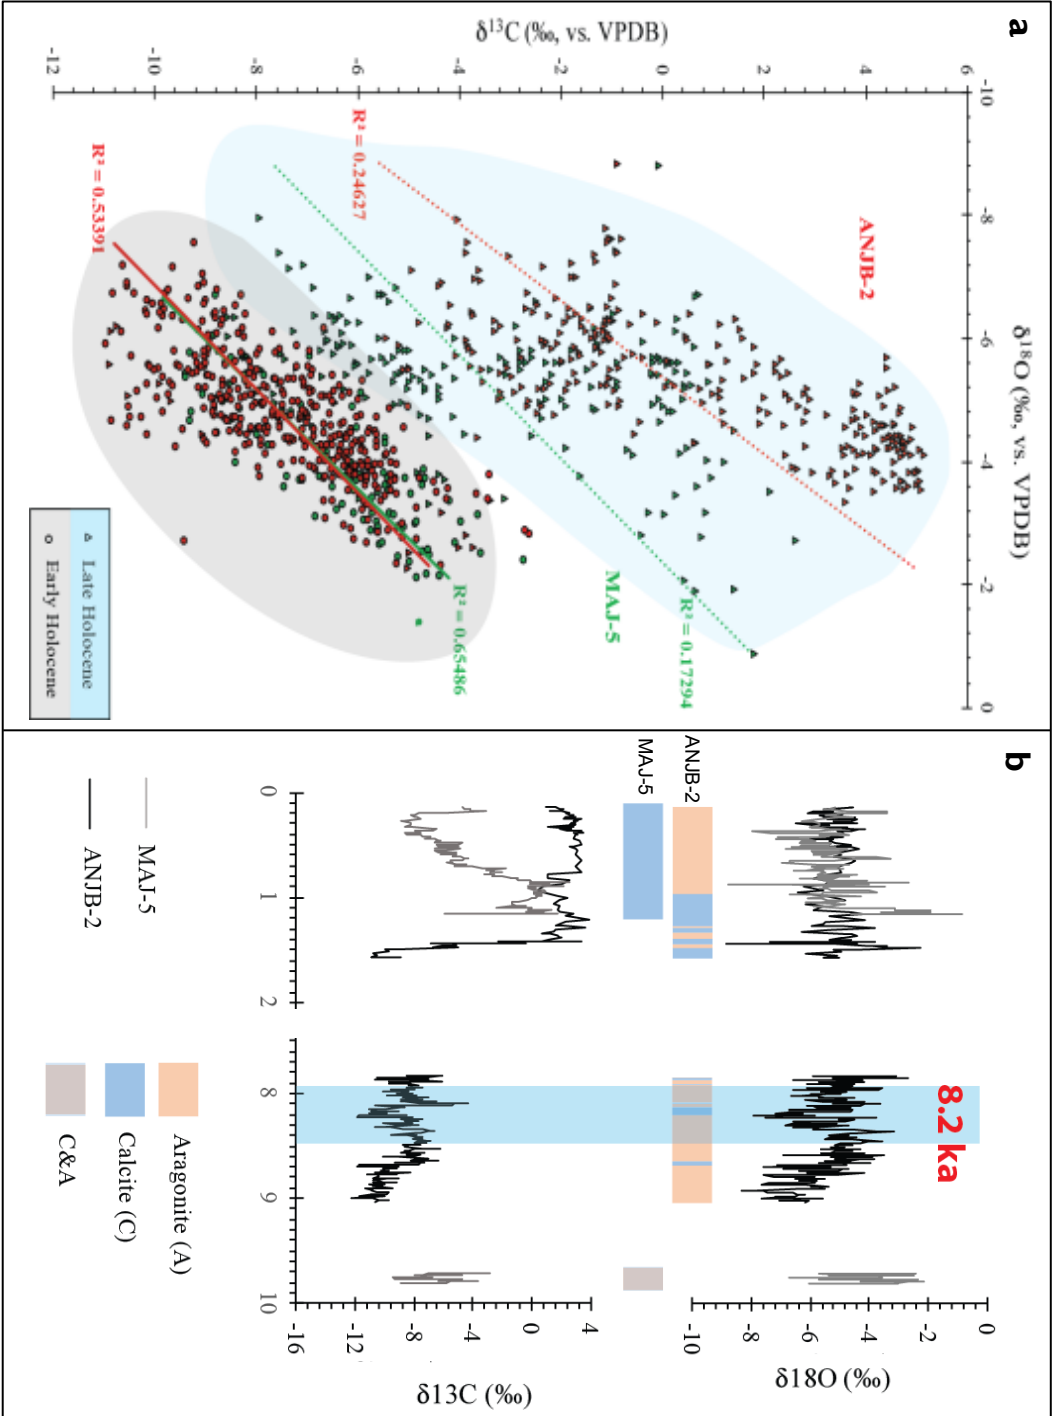 a
δ¹³C (‰, vs. VPDB)
-12
-10
-8
-6
-4
-2
0
2
4
6
-10
-8
-6
-4
-2
0
δ¹⁸O (‰, vs. VPDB)
ANJB-2
R² = 0.24627
R² = 0.53391
MAJ-5
R² = 0.17294
R² = 0.65486
Late Holocene
Early Holocene
b
MAJ-5
ANJB-2
8.2 ka
0
1
2
8
9
10
-16
-12
-8
-4
0
4
δ13C (‰)
-10
-8
-6
-4
-2
0
δ18O (‰)
MAJ-5
ANJB-2
Aragonite (A)
Calcite (C)
C&A